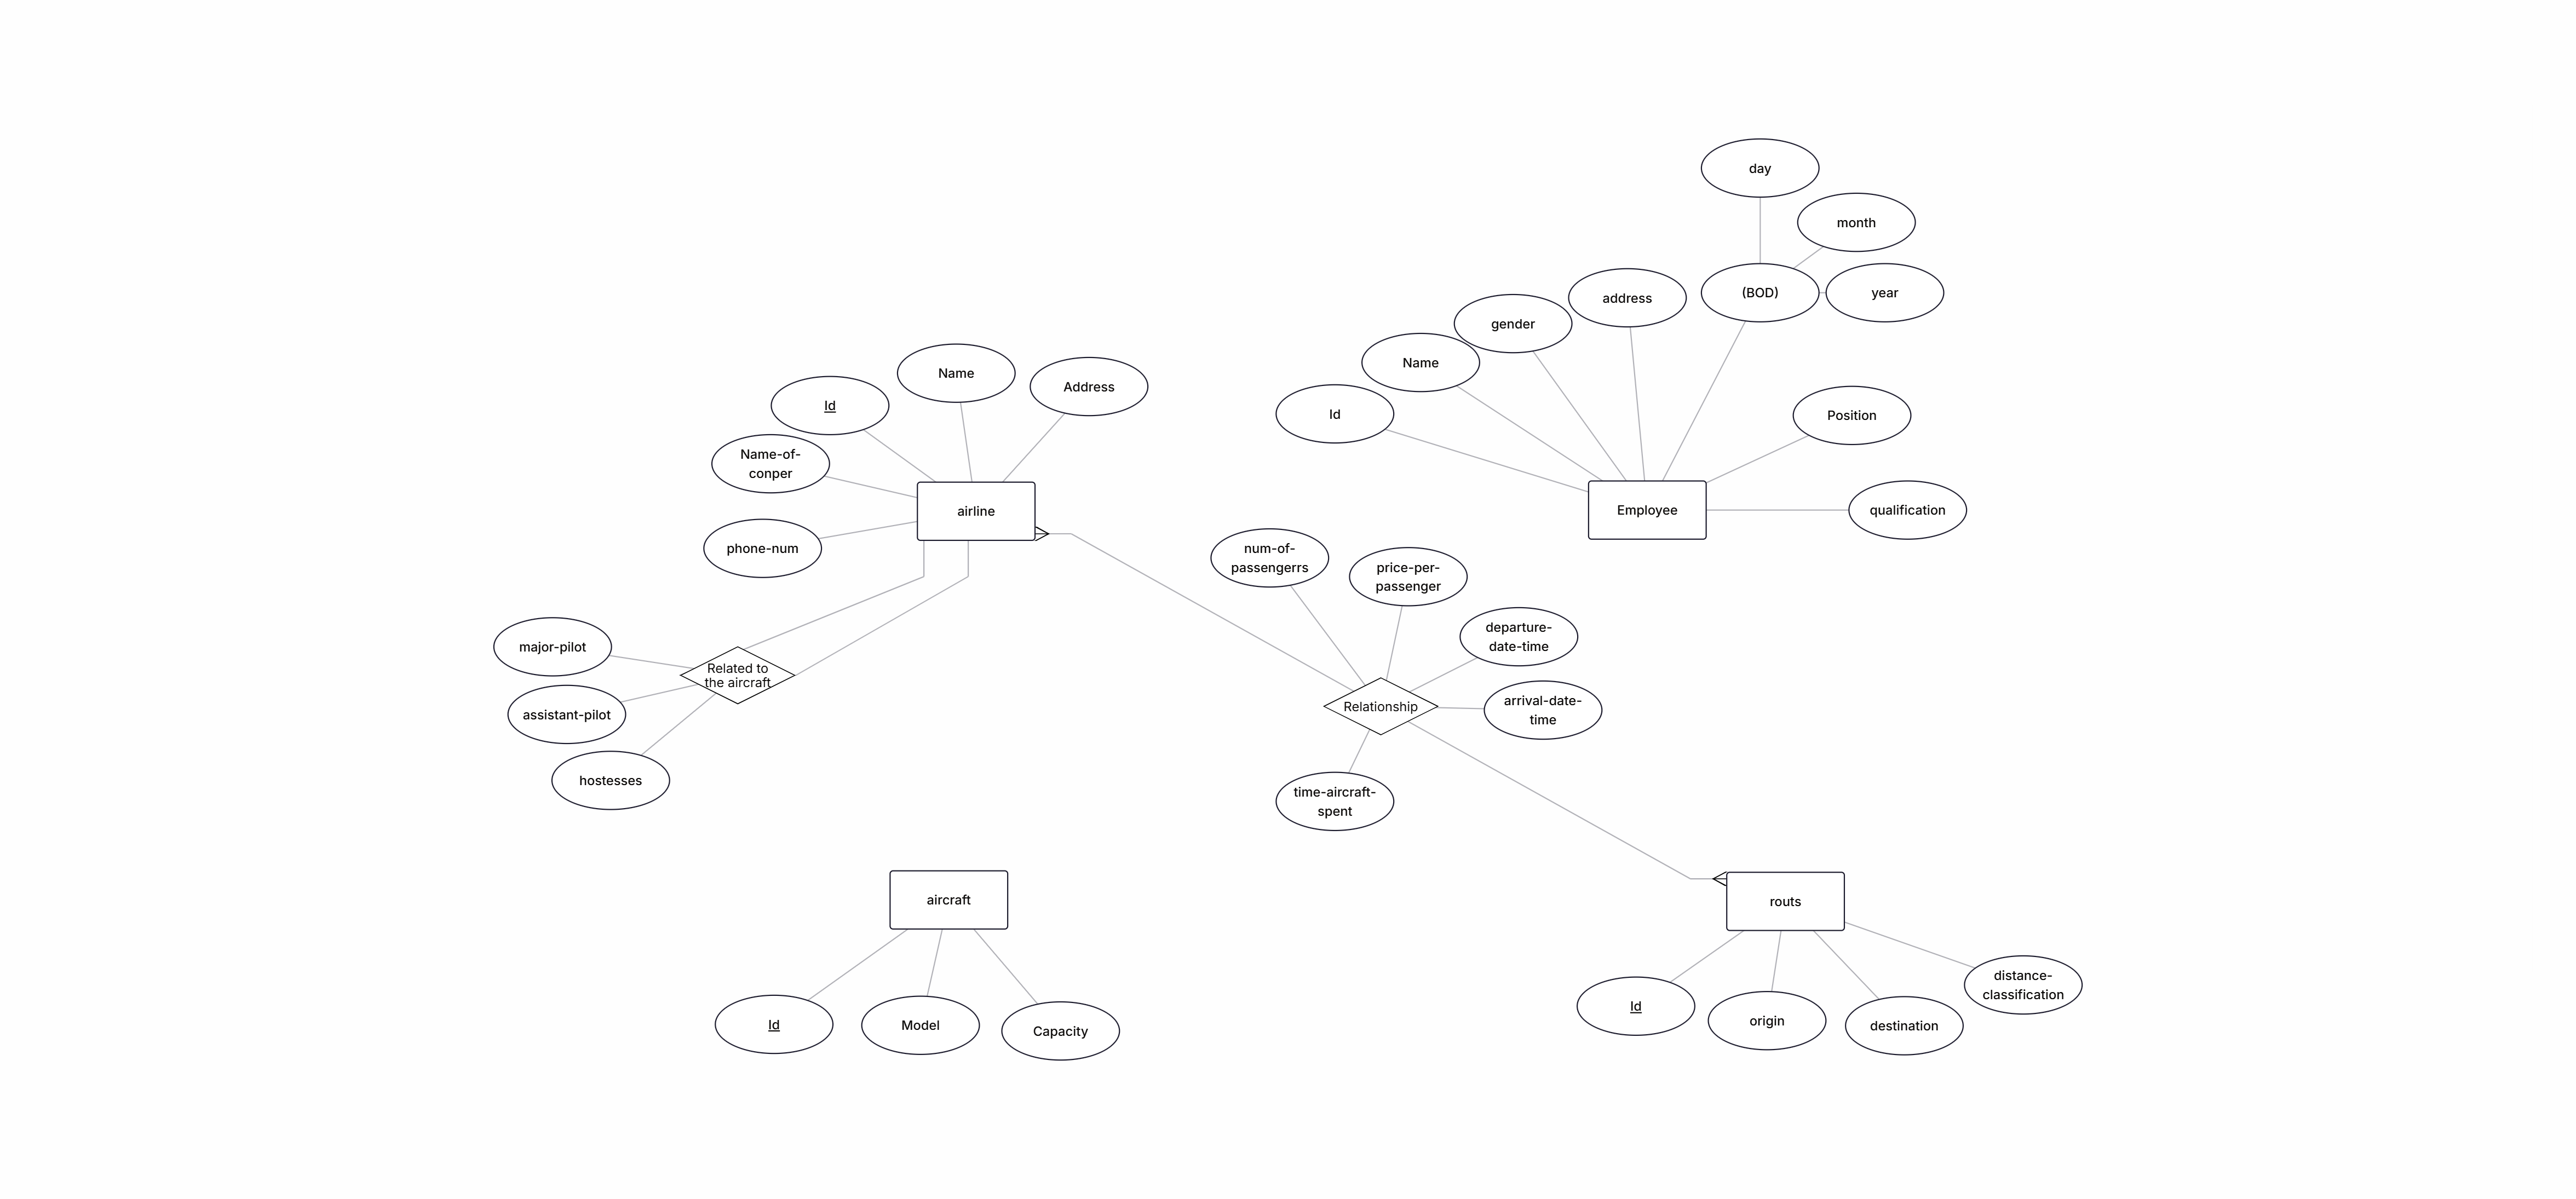 day
month
(BOD)
year
address
gender
Name
Id
Position
Employee
qualification
Name
Address
Id
Name-of-
conper
airline
phone-num
num-of-
passengerrs
price-per-
passenger
departure-
date-time
arrival-date-
time
Relationship
time-aircraft-
spent
major-pilot
Related to
the aircraft
assistant-pilot
hostesses
aircraft
Id
Model
Capacity
routs
distance-
classification
Id
origin
destination